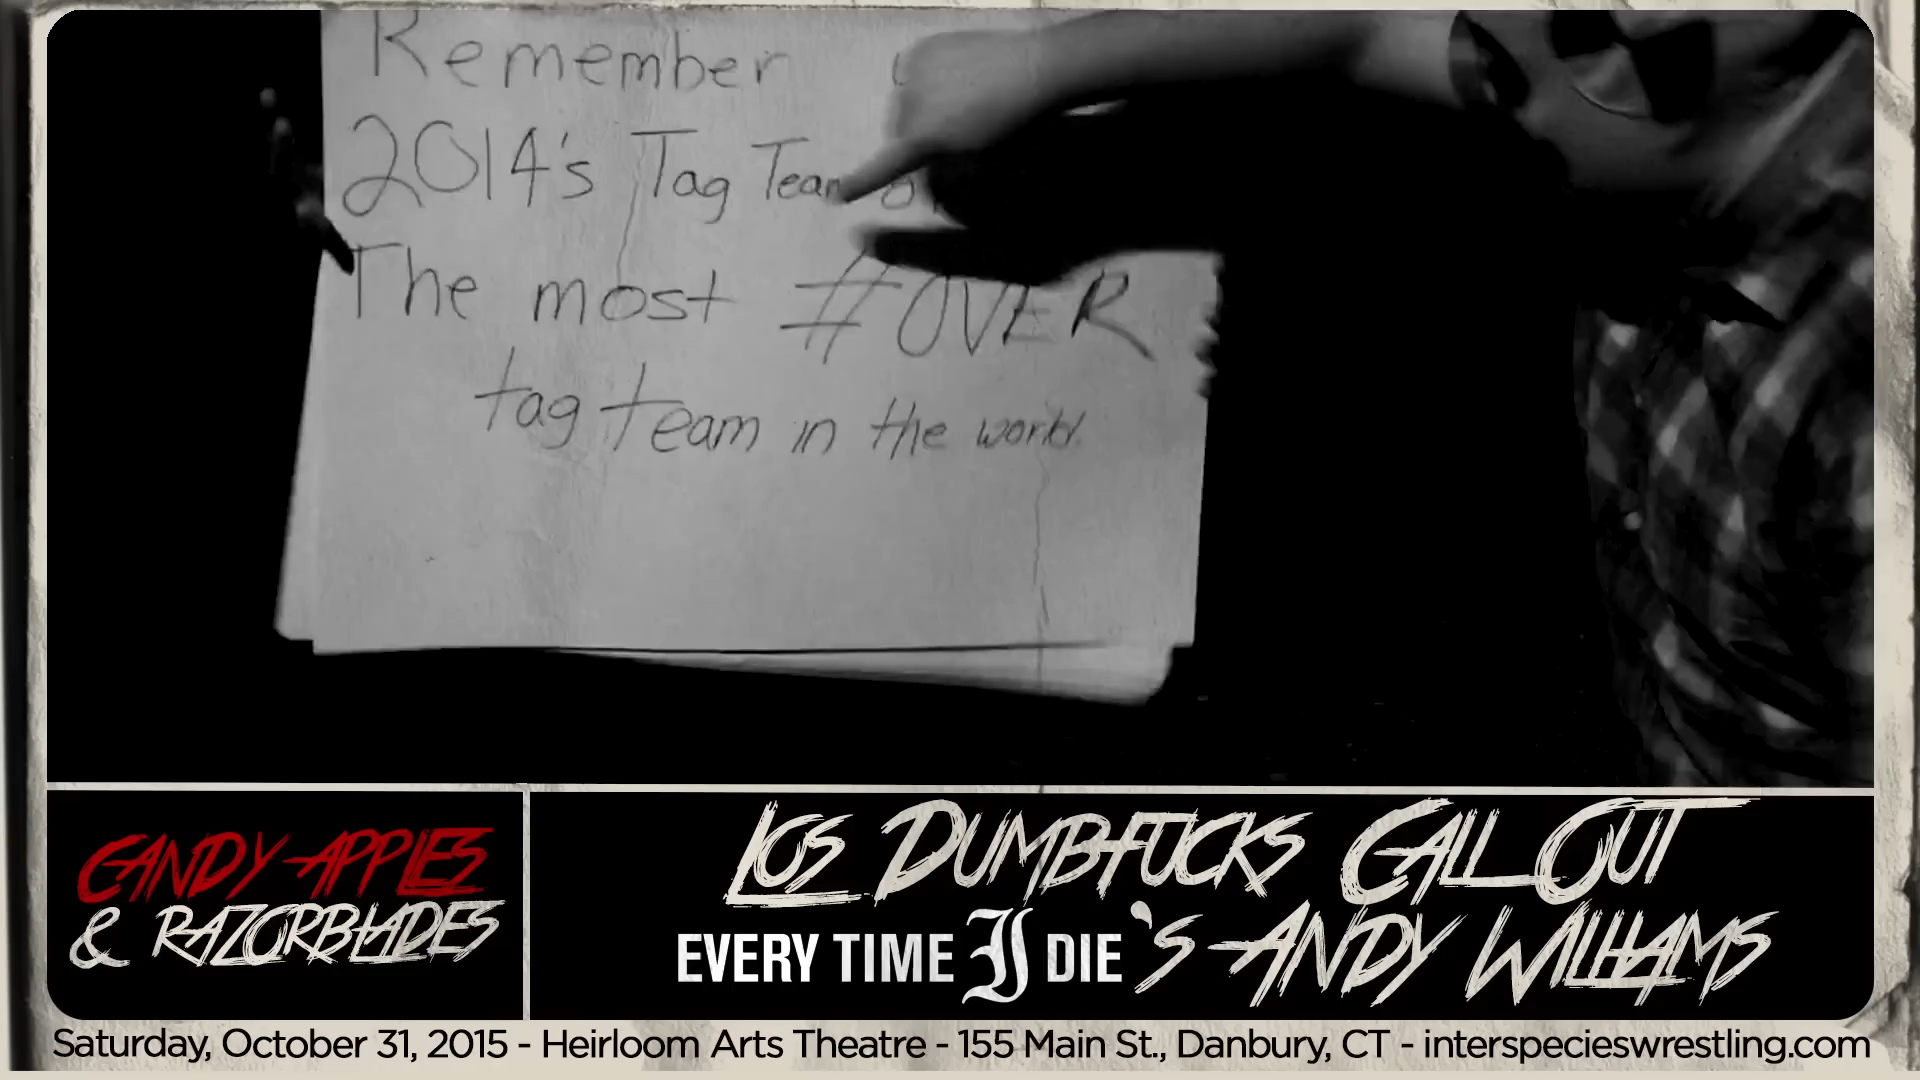 Remember
2014's Tag Team
The most #OVER
tag team in the world.
CANDY APPLES
& RAZORBLADES
LOS DUMBFUCKS CALL OUT
EVERY TIME I DIE'S ANDY WILLIAMS
Saturday, October 31, 2015 - Heirloom Arts Theatre - 155 Main St., Danbury, CT - interspecieswrestling.com